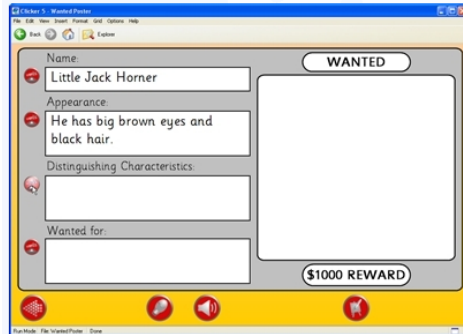 Clicker 5 - Wanted Poster
File Edit View Insert Format Grid Options Help
Back Explorer
Name:
Little Jack Horner
Appearance:
He has big brown eyes and
black hair.
Distinguishing Characteristics:
Wanted for:
WANTED
$1000 REWARD
Run Mode File: Wanted Poster Done